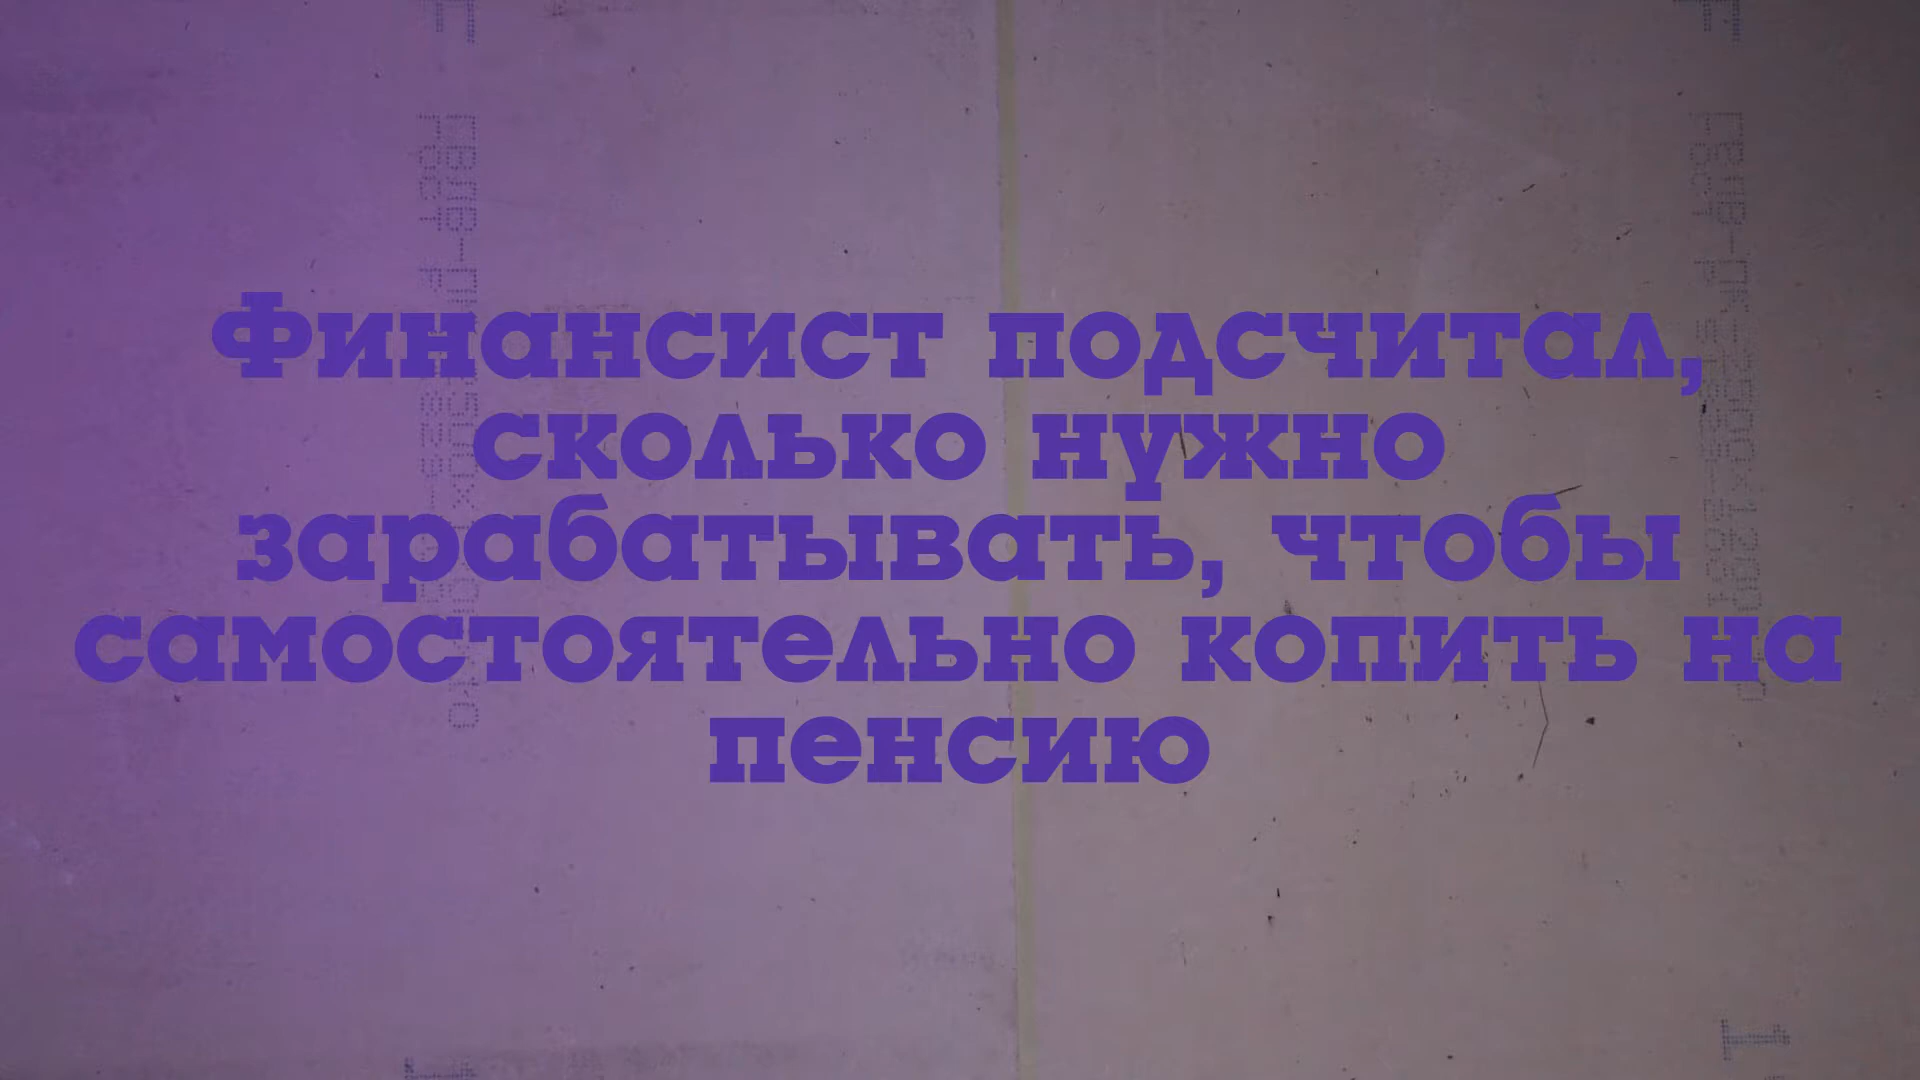 Финансист подсчитал,
сколько нужно
зарабатывать, чтобы
самостоятельно копить на
пенсию